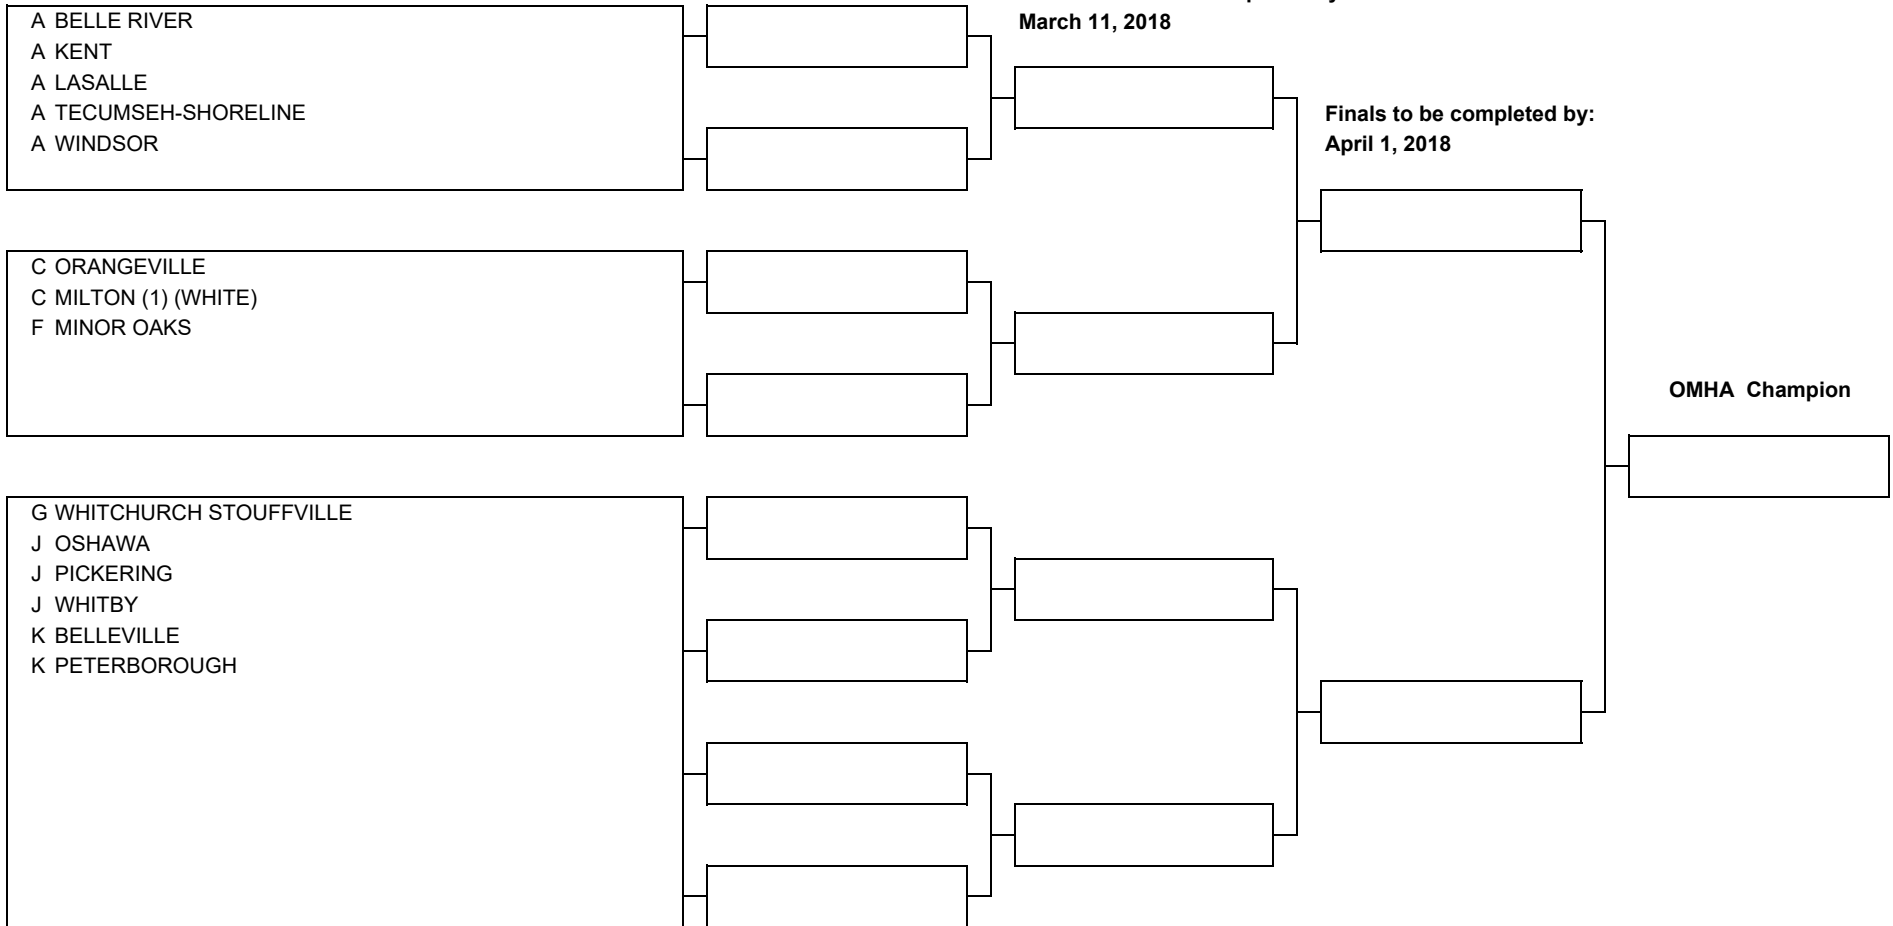 March 11, 2018
A BELLE RIVER
A KENT
A LASALLE
A TECUMSEH-SHORELINE
A WINDSOR
Finals to be completed by:
April 1, 2018
C ORANGEVILLE
C MILTON (1) (WHITE)
F MINOR OAKS
OMHA Champion
G WHITCHURCH STOUFFVILLE
J OSHAWA
J PICKERING
J WHITBY
K BELLEVILLE
K PETERBOROUGH